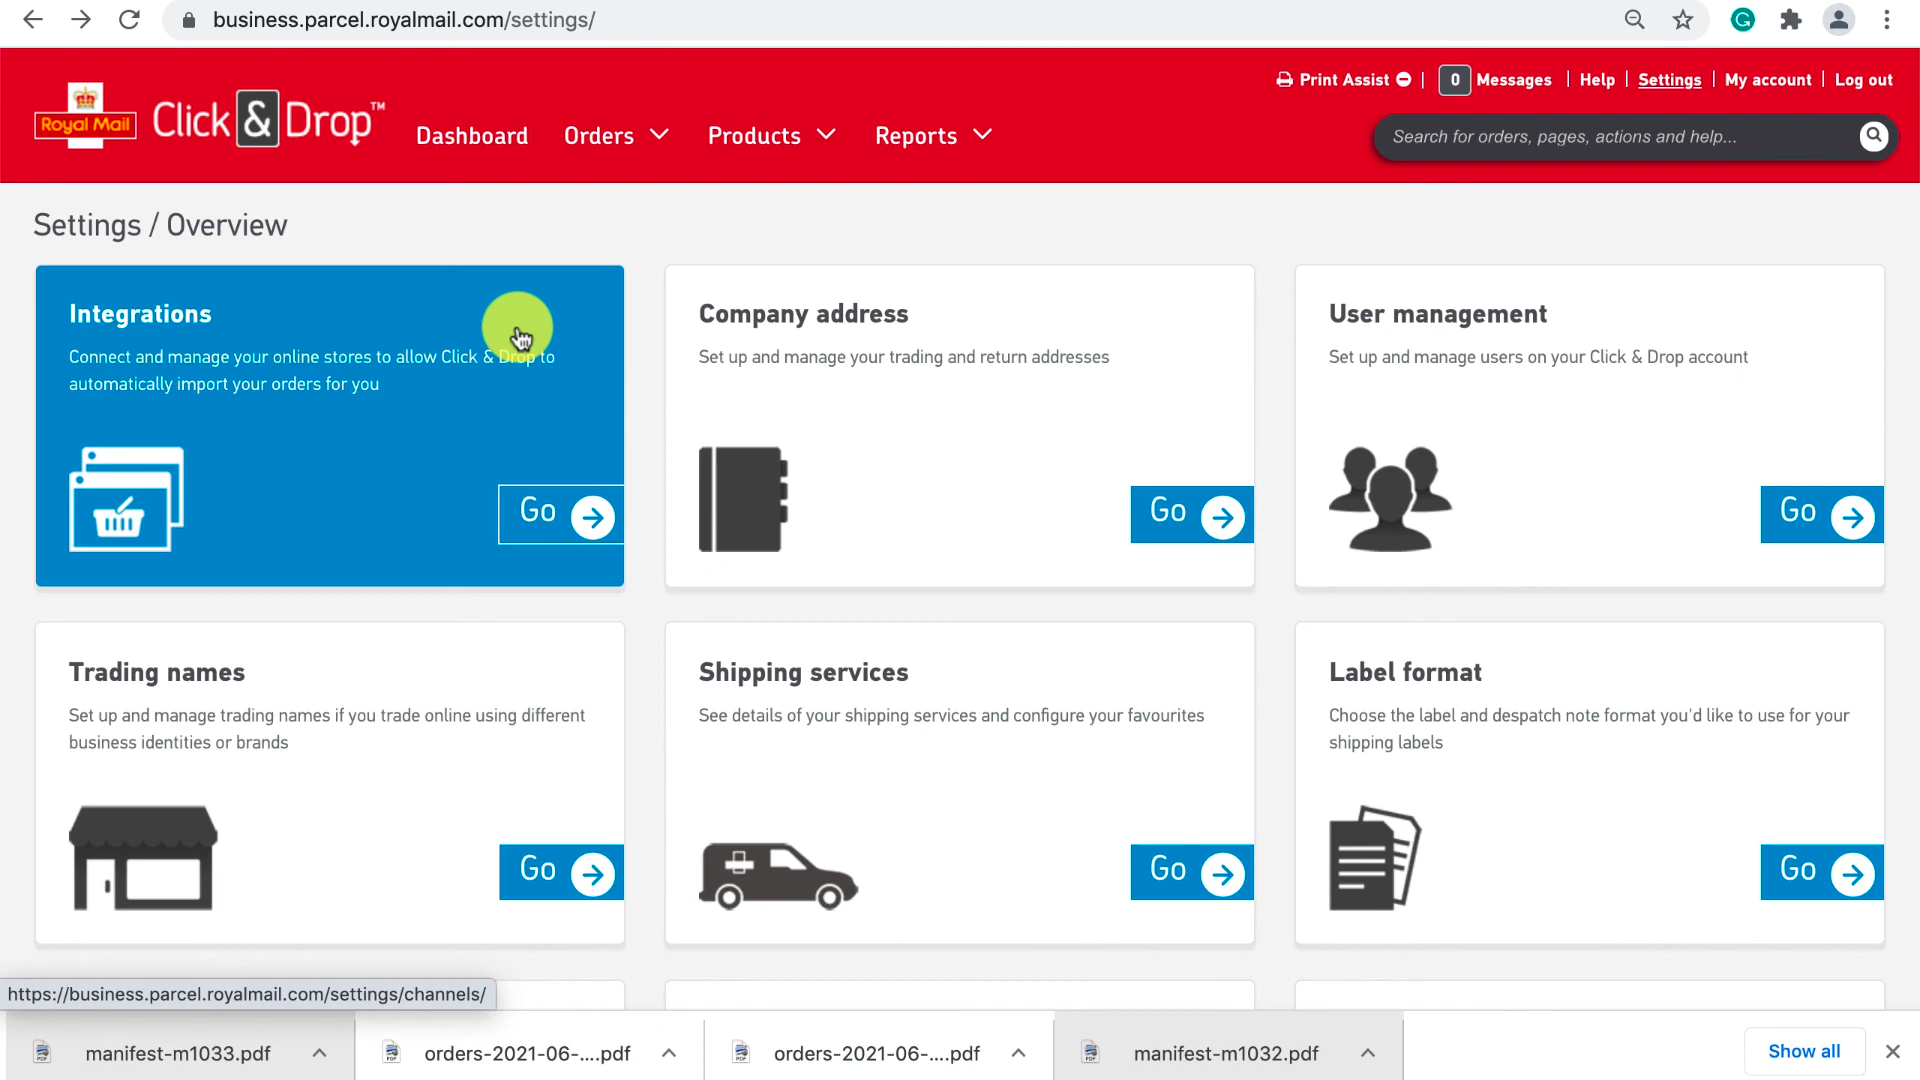 business.parcel.royalmail.com/settings/
Print Assist | 0 Messages | Help | Settings | My account | Log out
Royal Mail Click & Drop™
Dashboard Orders Products Reports
Search for orders, pages, actions and help...
Settings / Overview
Integrations
Connect and manage your online stores to allow Click & Drop to
automatically import your orders for you
Go
Company address
Set up and manage your trading and return addresses
Go
User management
Set up and manage users on your Click & Drop account
Go
Trading names
Set up and manage trading names if you trade online using different
business identities or brands
Go
Shipping services
See details of your shipping services and configure your favourites
Go
Label format
Choose the label and despatch note format you'd like to use for your
shipping labels
Go
https://business.parcel.royalmail.com/settings/channels/
manifest-m1033.pdf
orders-2021-06-....pdf
orders-2021-06-....pdf
manifest-m1032.pdf
Show all